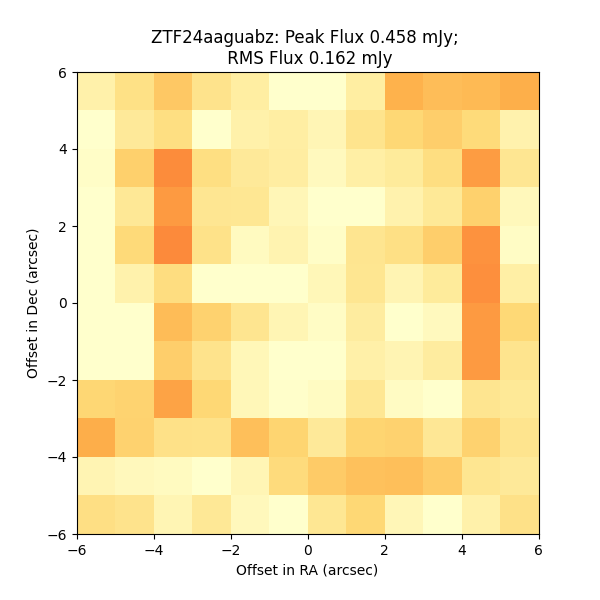 ZTF24aaguabz: Peak Flux 0.458 mJy;
RMS Flux 0.162 mJy
6
4
2
0
−2
−4
−6
Offset in Dec (arcsec)
−6 −4 −2 0 2 4 6
Offset in RA (arcsec)